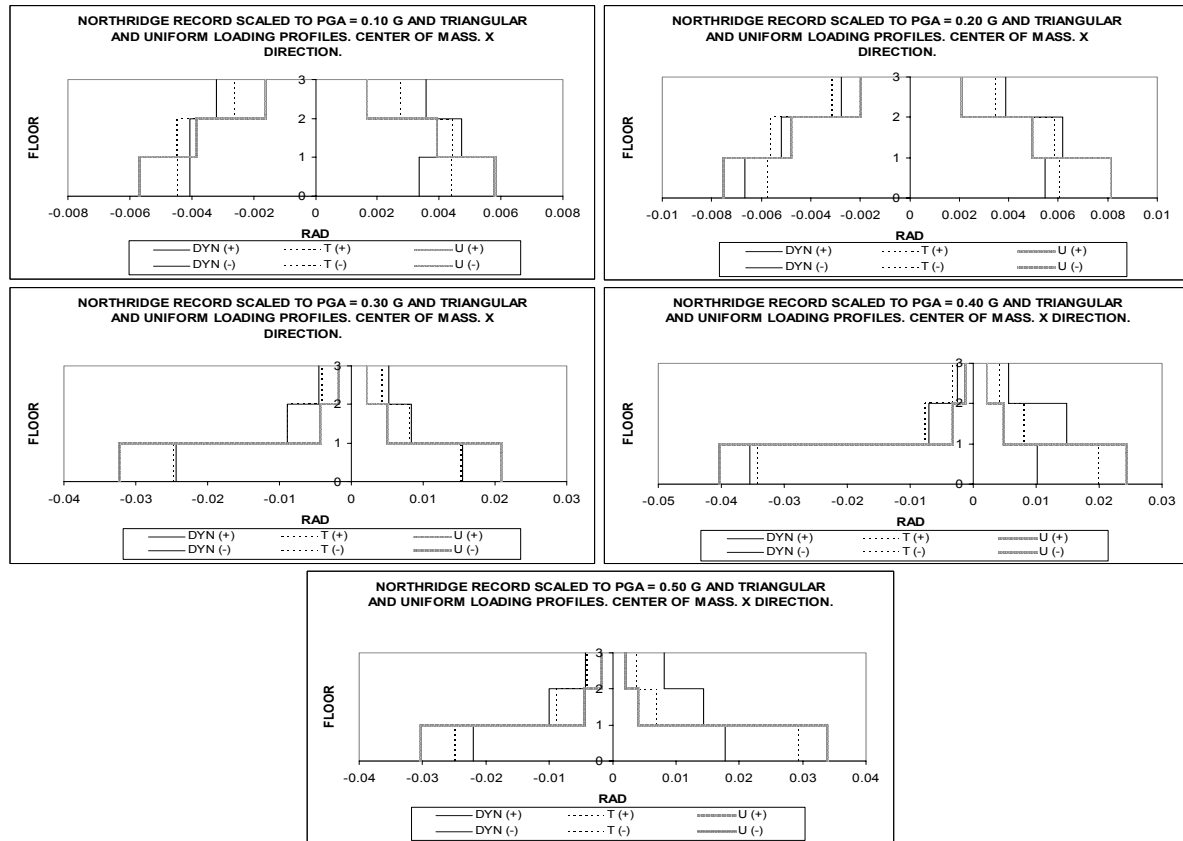 NORTHRIDGE RECORD SCALED TO PGA = 0.10 G AND TRIANGULAR
AND UNIFORM LOADING PROFILES. CENTER OF MASS. X
DIRECTION.
FLOOR
3
2
1
0
-0.008 -0.006 -0.004 -0.002 0 0.002 0.004 0.006 0.008
RAD
DYN (+) T (+) U (+)
DYN (-) T (-) U (-)
NORTHRIDGE RECORD SCALED TO PGA = 0.20 G AND TRIANGULAR
AND UNIFORM LOADING PROFILES. CENTER OF MASS. X
DIRECTION.
FLOOR
3
2
1
0
-0.01 -0.008 -0.006 -0.004 -0.002 0 0.002 0.004 0.006 0.008 0.01
RAD
DYN (+) T (+) U (+)
DYN (-) T (-) U (-)
NORTHRIDGE RECORD SCALED TO PGA = 0.30 G AND TRIANGULAR
AND UNIFORM LOADING PROFILES. CENTER OF MASS. X
DIRECTION.
FLOOR
3
2
1
0
-0.04 -0.03 -0.02 -0.01 0 0.01 0.02 0.03
RAD
DYN (+) T (+) U (+)
DYN (-) T (-) U (-)
NORTHRIDGE RECORD SCALED TO PGA = 0.40 G AND TRIANGULAR
AND UNIFORM LOADING PROFILES. CENTER OF MASS. X DIRECTION.
FLOOR
3
2
1
0
-0.05 -0.04 -0.03 -0.02 -0.01 0 0.01 0.02 0.03
RAD
DYN (+) T (+) U (+)
DYN (-) T (-) U (-)
NORTHRIDGE RECORD SCALED TO PGA = 0.50 G AND TRIANGULAR
AND UNIFORM LOADING PROFILES. CENTER OF MASS. X DIRECTION.
FLOOR
3
2
1
0
-0.04 -0.03 -0.02 -0.01 0 0.01 0.02 0.03 0.04
RAD
DYN (+) T (+) U (+)
DYN (-) T (-) U (-)